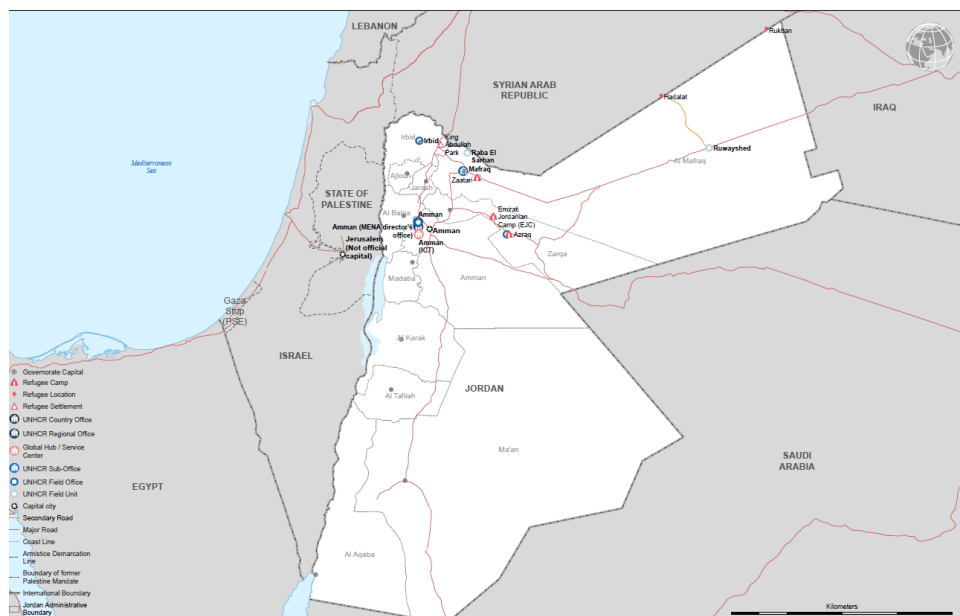 LEBANON
Rukban
SYRIAN ARAB
REPUBLIC
IRAQ
Hadalat
Irbid
Irbid
King
Abdullah
Park
Raba El
Sarhan
Ruwayshed
Al Mafraq
Mediterranean
Sea
Mafraq
Zaatari
Ajloun
Jarash
STATE OF
PALESTINE
Al Balqa
Amman
Emirati
Jordanian
Camp (EJC)
Amman (MENA director's
office)
Amman
Azraq
Jerusalem
(Not official
capital)
Amman
(ICT)
Zarqa
Madaba
Amman
Gaza
Strip
(PSE)
Al Karak
ISRAEL
JORDAN
Al Tafilah
Ma'an
SAUDI
ARABIA
EGYPT
Al Aqaba
Governorate Capital
Refugee Camp
Refugee Location
Refugee Settlement
UNHCR Country Office
UNHCR Regional Office
Global Hub / Service
Center
UNHCR Sub-Office
UNHCR Field Office
UNHCR Field Unit
Capital city
Secondary Road
Major Road
Coast Line
Armistice Demarcation
Line
Boundary of former
Palestine Mandate
International Boundary
Jordan Administrative
Boundary
Kilometers